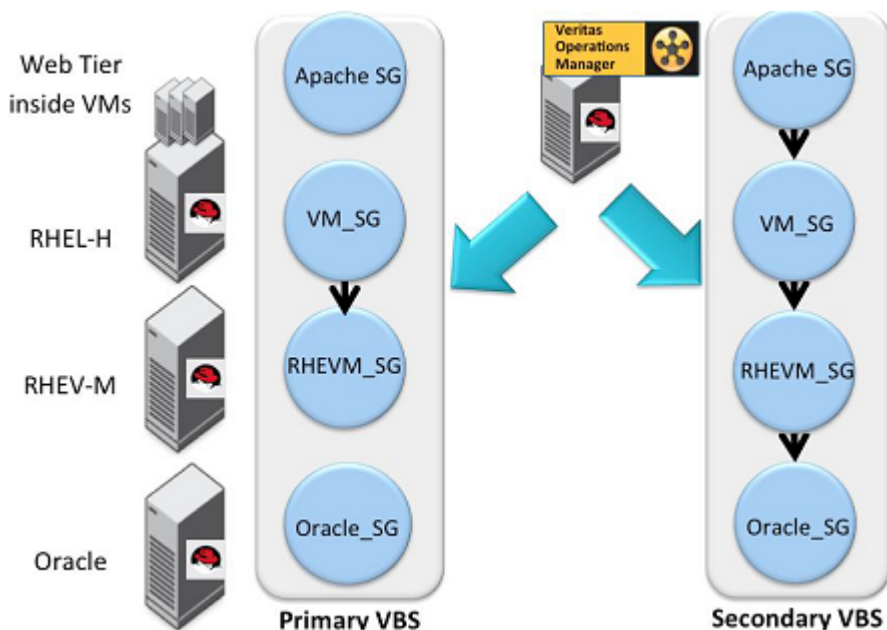 Web Tier
inside VMs
RHEL-H
RHEV-M
Oracle
Apache SG
VM_SG
RHEVM_SG
Oracle_SG
Primary VBS
Veritas
Operations
Manager
Apache SG
VM_SG
RHEVM_SG
Oracle_SG
Secondary VBS